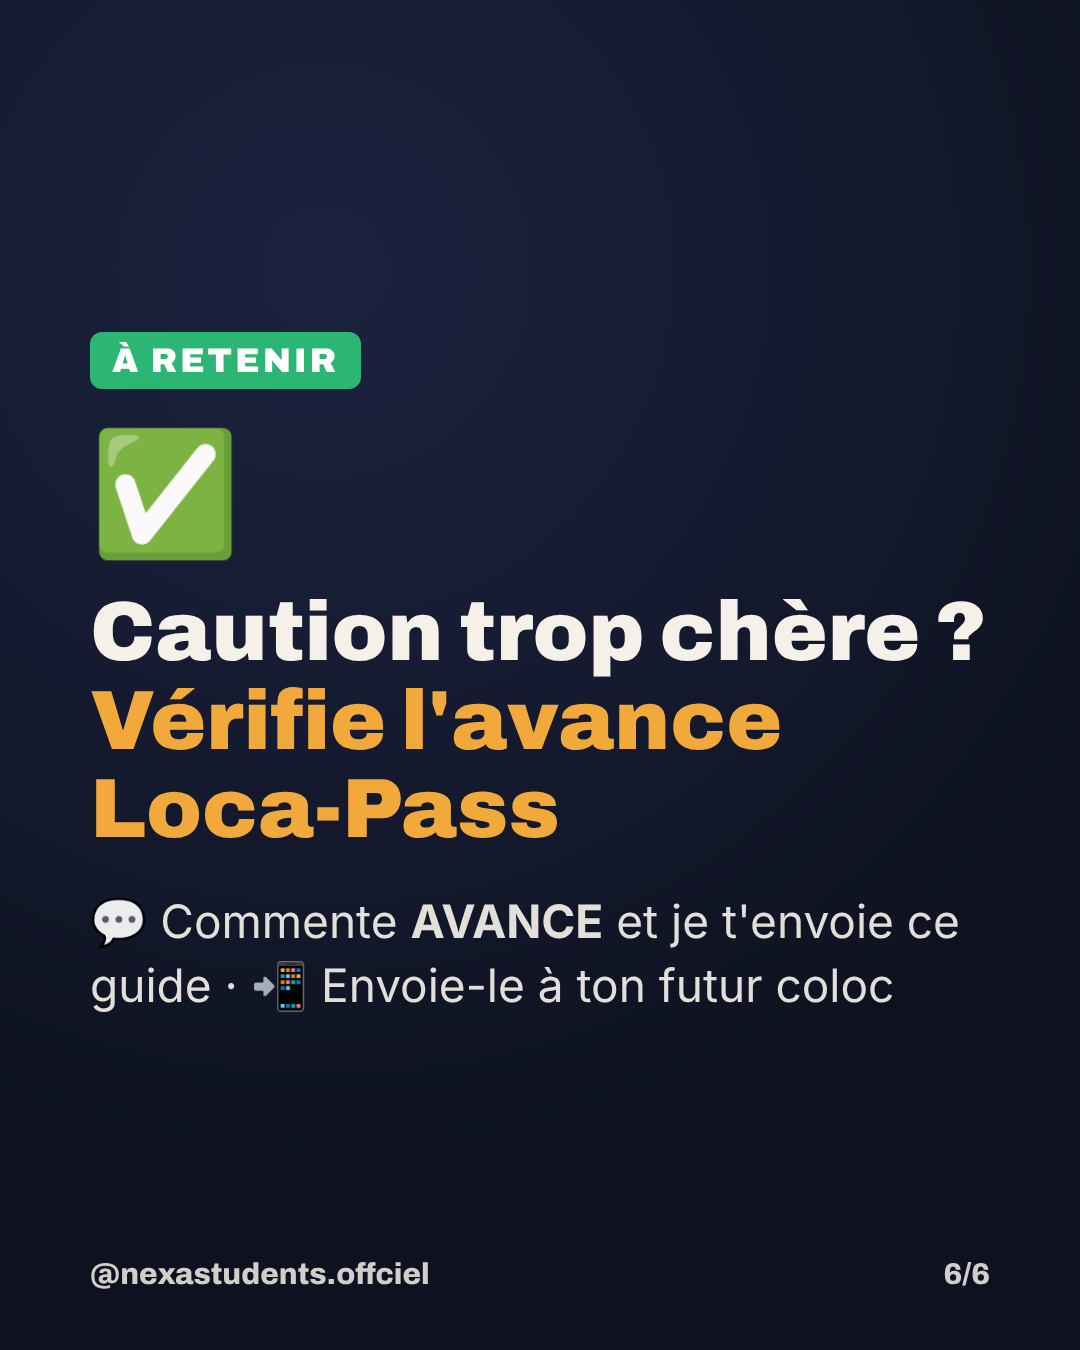 À RETENIR
Caution trop chère ?
Vérifie l'avance
Loca-Pass
💬 Commente AVANCE et je t'envoie ce
guide · 📲 Envoie-le à ton futur coloc
@nexastudents.offciel
6/6